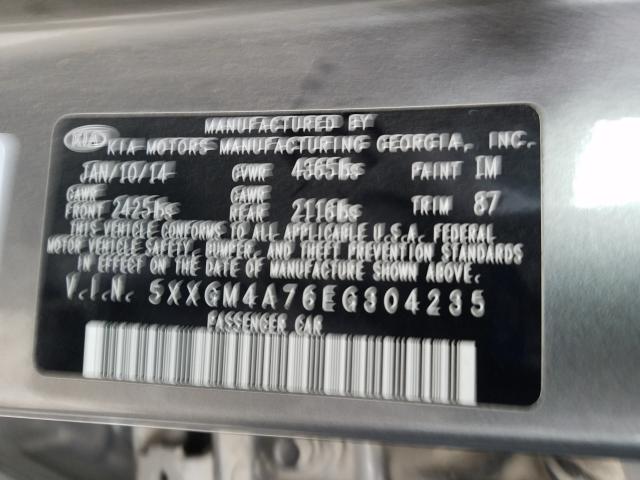 MANUFACTURED BY
KIA KIA MOTORS MANUFACTURING GEORGIA, INC.
JAN/10/14 GVWR 4365lbs PAINT IM
GAWR FRONT 2425lbs GAWR REAR 2116lbs TRIM 87
THIS VEHICLE CONFORMS TO ALL APPLICABLE U.S.A. FEDERAL
MOTOR VEHICLE SAFETY, BUMPER, AND THEFT PREVENTION STANDARDS
IN EFFECT ON THE DATE OF MANUFACTURE SHOWN ABOVE.
V.I.N. 5XXGM4A76EG304235
PASSENGER CAR